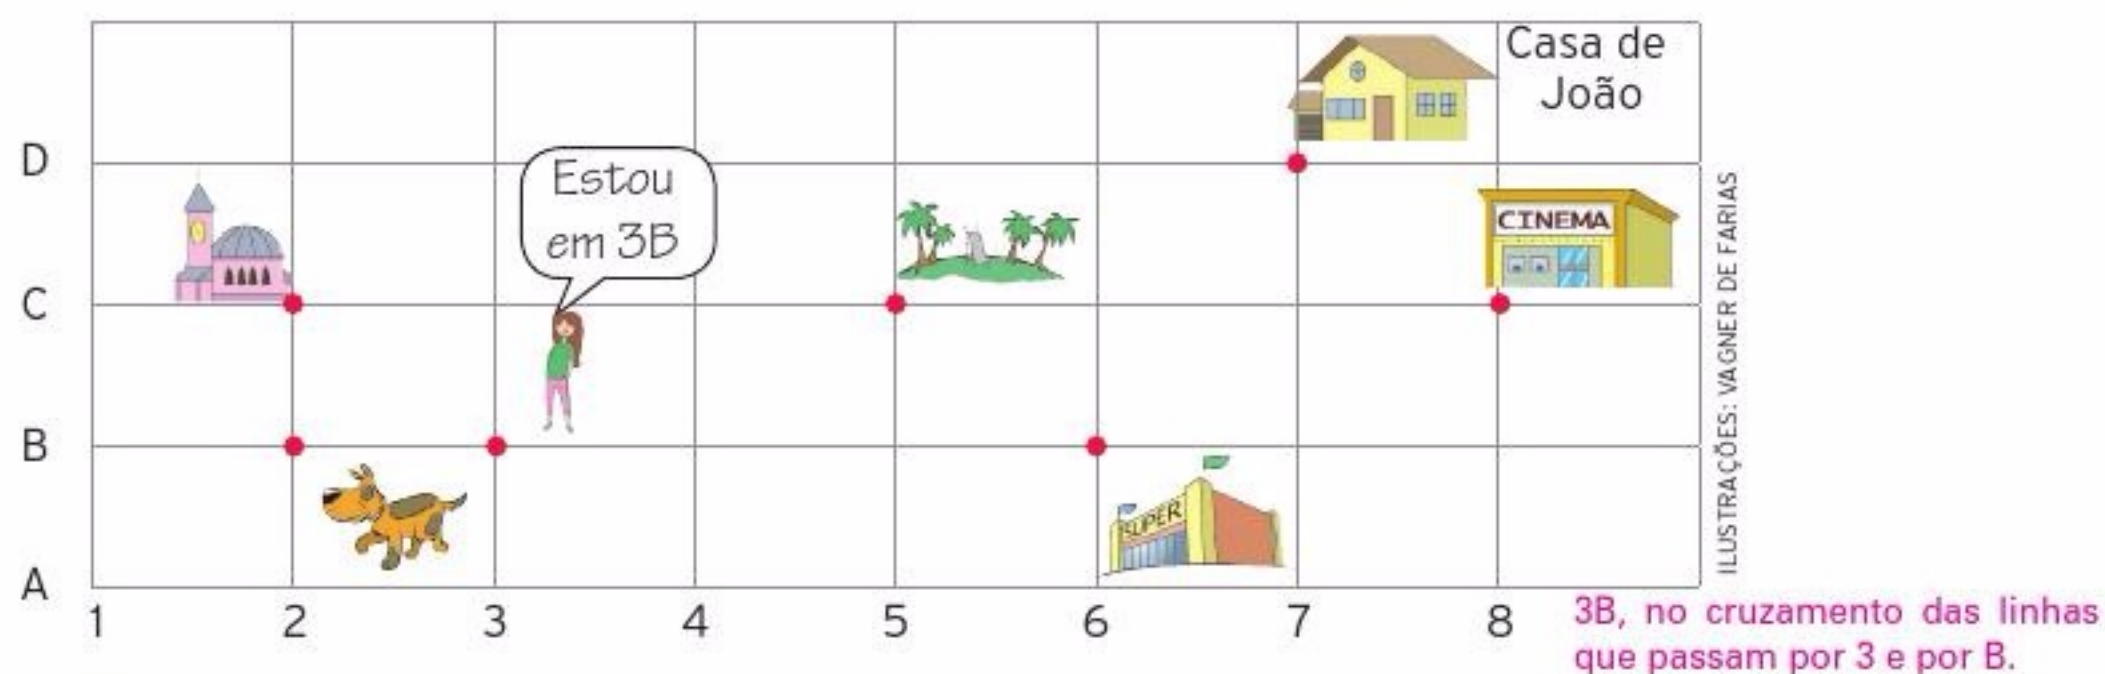 Casa de
João
D
Estou
em 3B
CINEMA
C
B
SUPER
A
1 2 3 4 5 6 7 8
3B, no cruzamento das linhas
que passam por 3 e por B.
ILUSTRAÇÕES: VAGNER DE FARIAS